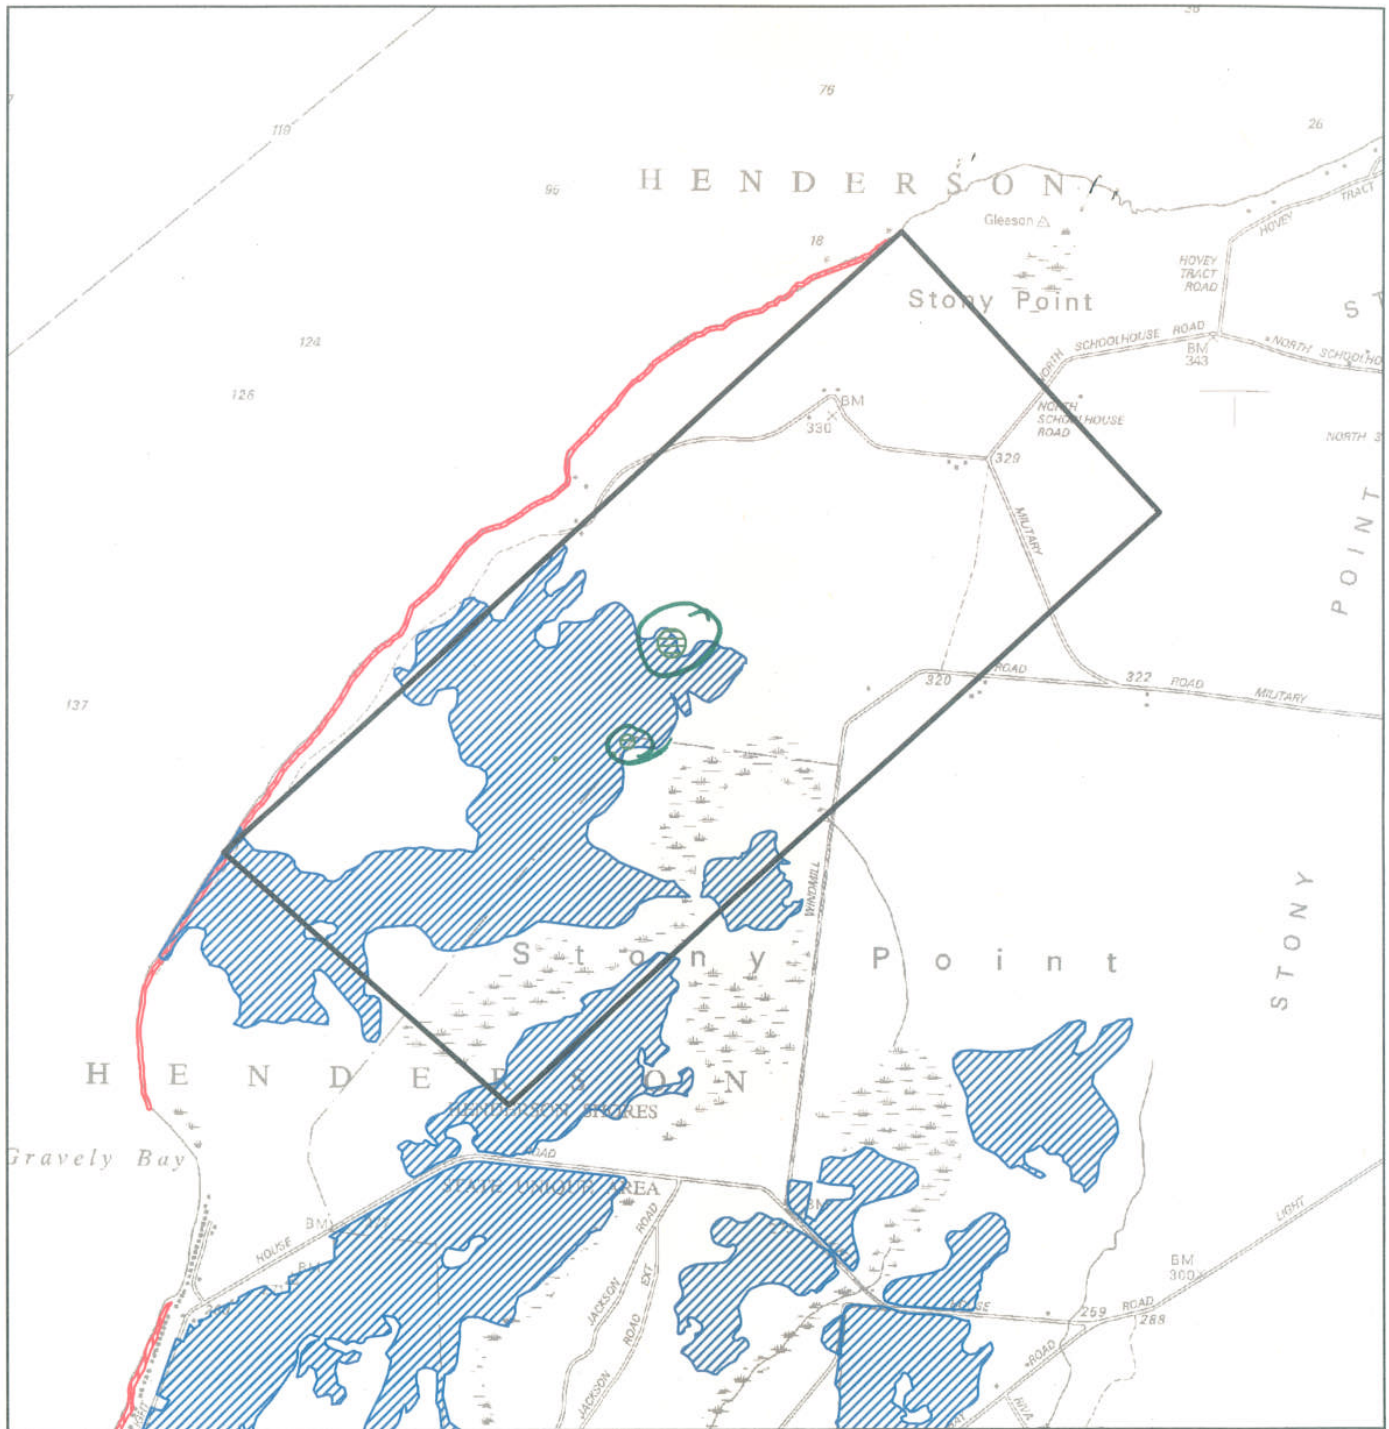 76
119
26
95
HENDERSON
TRACT
Gleason
HOVEY
18
HOVEY
TRACT
ROAD
Stony Point
124
NORTH SCHOOLHOUSE ROAD
BM
343
NORTH
126
BM
330
NORTH
SCHOOLHOUSE
ROAD
NORTH
329
MILITARY
POINT
137
320
ROAD
322
ROAD
MILITARY
WINDMILL
STONY
Stony Point
HENDERSON
HENDERSON SHORES
Gravely Bay
ROAD
STATE UNIQUE AREA
BM
HOUSE
BM
ROAD
JACKSON
EXT
ROAD
JACKSON
LIGHT
BM
300
259
ROAD
288
ROAD